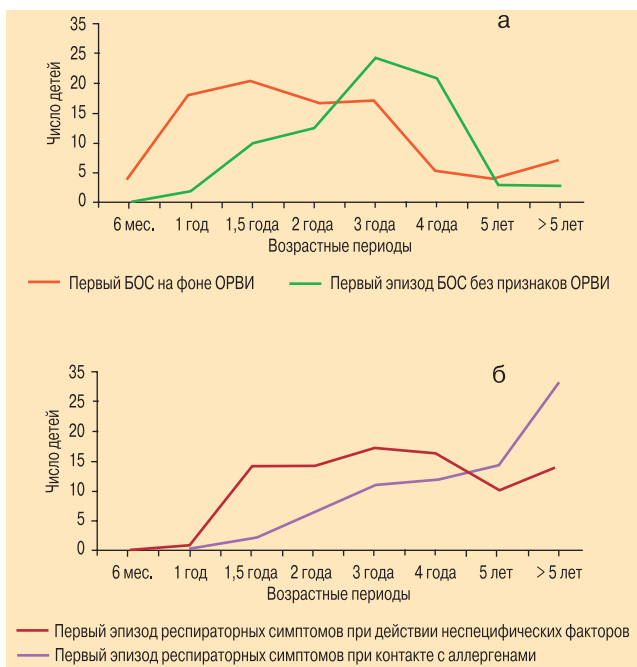 а
Число детей
35
25
20
15
10
5
0
6 мес. 1 год 1,5 года 2 года 3 года 4 года 5 лет > 5 лет
Возрастные периоды
Первый БОС на фоне ОРВИ Первый эпизод БОС без признаков ОРВИ
б
Число детей
35
25
20
15
10
5
0
6 мес. 1 год 1,5 года 2 года 3 года 4 года 5 лет > 5 лет
Возрастные периоды
Первый эпизод респираторных симптомов при действии неспецифических факторов
Первый эпизод респираторных симптомов при контакте с аллергенами